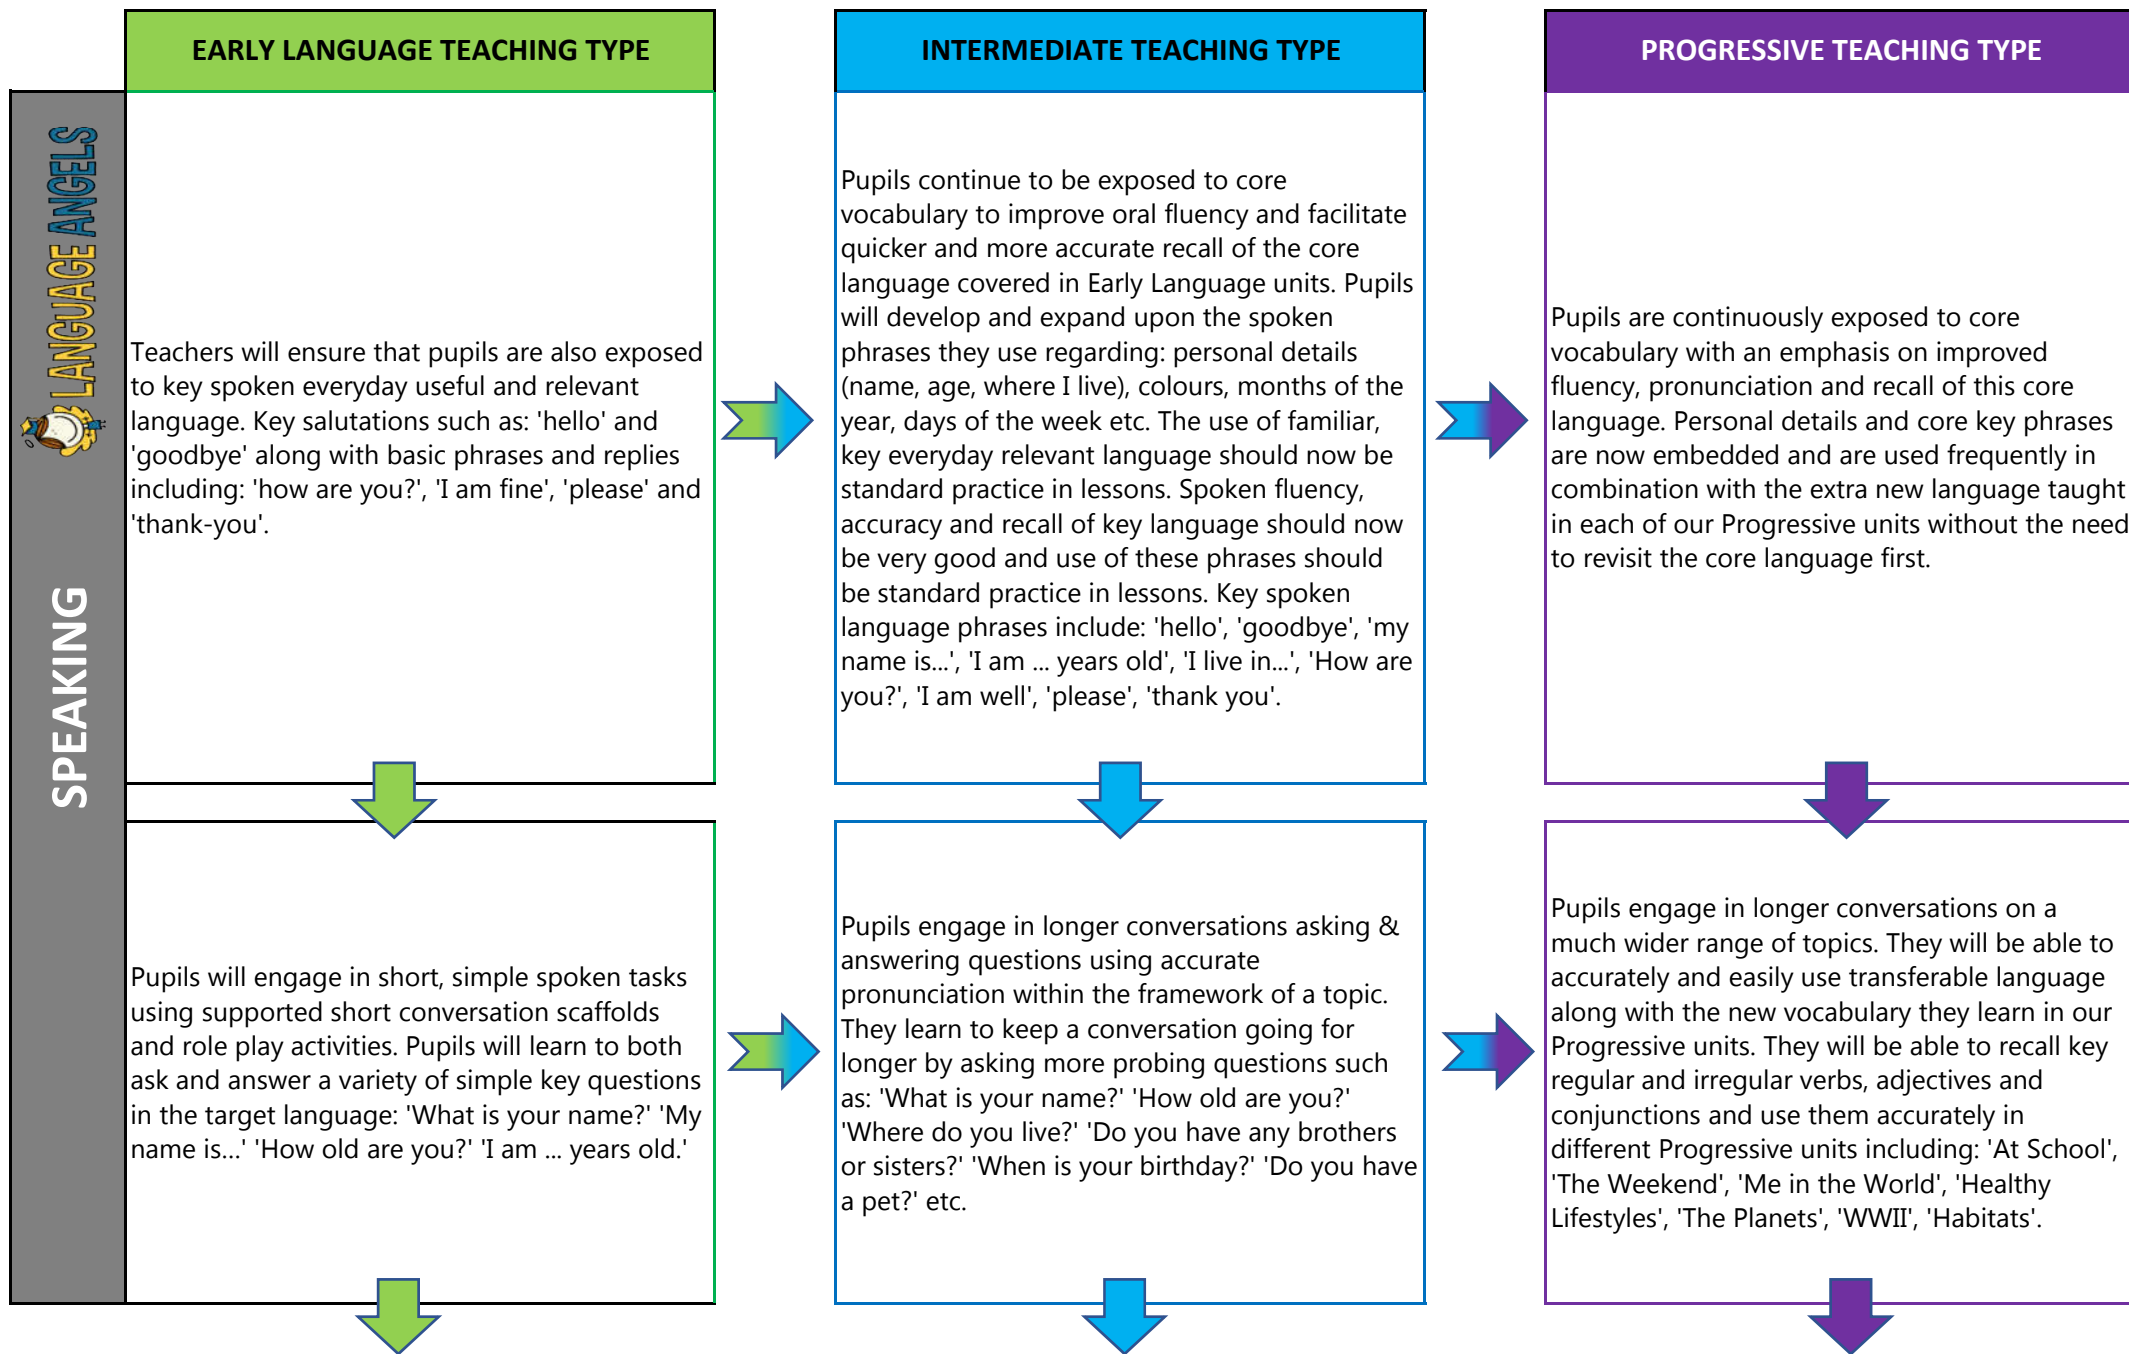 EARLY LANGUAGE TEACHING TYPE
INTERMEDIATE TEACHING TYPE
PROGRESSIVE TEACHING TYPE
LANGUAGE ANGELS
SPEAKING
Teachers will ensure that pupils are also exposed
to key spoken everyday useful and relevant
language. Key salutations such as: 'hello' and
'goodbye' along with basic phrases and replies
including: 'how are you?', 'I am fine', 'please' and
'thank-you'.
Pupils continue to be exposed to core
vocabulary to improve oral fluency and facilitate
quicker and more accurate recall of the core
language covered in Early Language units. Pupils
will develop and expand upon the spoken
phrases they use regarding: personal details
(name, age, where I live), colours, months of the
year, days of the week etc. The use of familiar,
key everyday relevant language should now be
standard practice in lessons. Spoken fluency,
accuracy and recall of key language should now
be very good and use of these phrases should
be standard practice in lessons. Key spoken
language phrases include: 'hello', 'goodbye', 'my
name is...', 'I am ... years old', 'I live in...', 'How are
you?', 'I am well', 'please', 'thank you'.
Pupils are continuously exposed to core
vocabulary with an emphasis on improved
fluency, pronunciation and recall of this core
language. Personal details and core key phrases
are now embedded and are used frequently in
combination with the extra new language taught
in each of our Progressive units without the need
to revisit the core language first.
Pupils will engage in short, simple spoken tasks
using supported short conversation scaffolds
and role play activities. Pupils will learn to both
ask and answer a variety of simple key questions
in the target language: 'What is your name?' 'My
name is...' 'How old are you?' 'I am ... years old.'
Pupils engage in longer conversations asking &
answering questions using accurate
pronunciation within the framework of a topic.
They learn to keep a conversation going for
longer by asking more probing questions such
as: 'What is your name?' 'How old are you?'
'Where do you live?' 'Do you have any brothers
or sisters?' 'When is your birthday?' 'Do you have
a pet?' etc.
Pupils engage in longer conversations on a
much wider range of topics. They will be able to
accurately and easily use transferable language
along with the new vocabulary they learn in our
Progressive units. They will be able to recall key
regular and irregular verbs, adjectives and
conjunctions and use them accurately in
different Progressive units including: 'At School',
'The Weekend', 'Me in the World', 'Healthy
Lifestyles', 'The Planets', 'WWII', 'Habitats'.